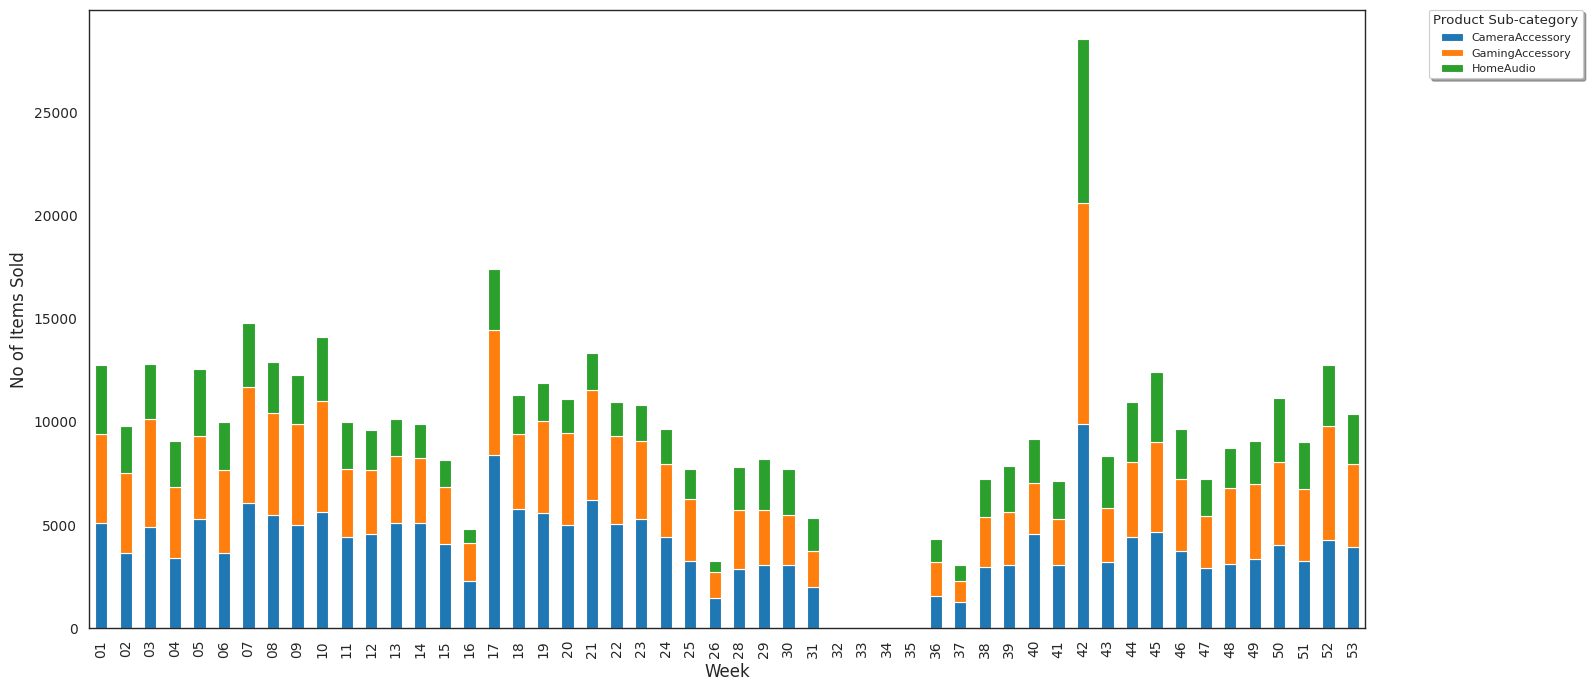 Product Sub-category
CameraAccessory
GamingAccessory
HomeAudio
No of Items Sold
25000
20000
15000
10000
5000
0
01 02 03 04 05 06 07 08 09 10 11 12 13 14 15 16 17 18 19 20 21 22 23 24 25 26 28 29 30 31 32 33 34 35 36 37 38 39 40 41 42 43 44 45 46 47 48 49 50 51 52 53
Week